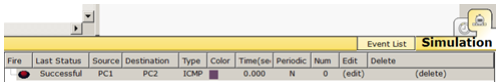 Event List Simulation
Fire Last Status Source Destination Type Color Time(se Periodic Num Edit Delete
Successful PC1 PC2 ICMP 0.000 N 0 (edit) (delete)